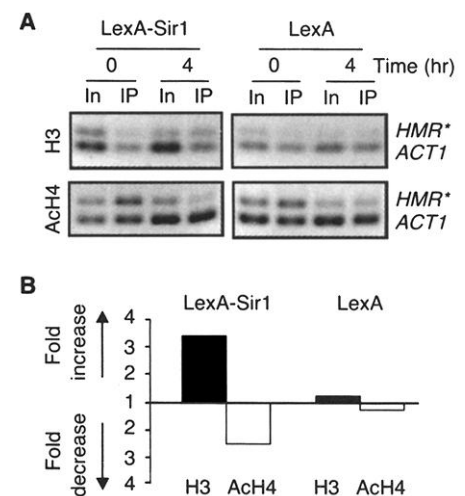 A
LexA-Sir1 LexA
0 4 0 4 Time (hr)
In IP In IP In IP In IP
H3 HMR*
ACT1
AcH4 HMR*
ACT1
B
LexA-Sir1 LexA
Fold increase
Fold decrease
4
3
2
1
2
3
4
H3 AcH4 H3 AcH4